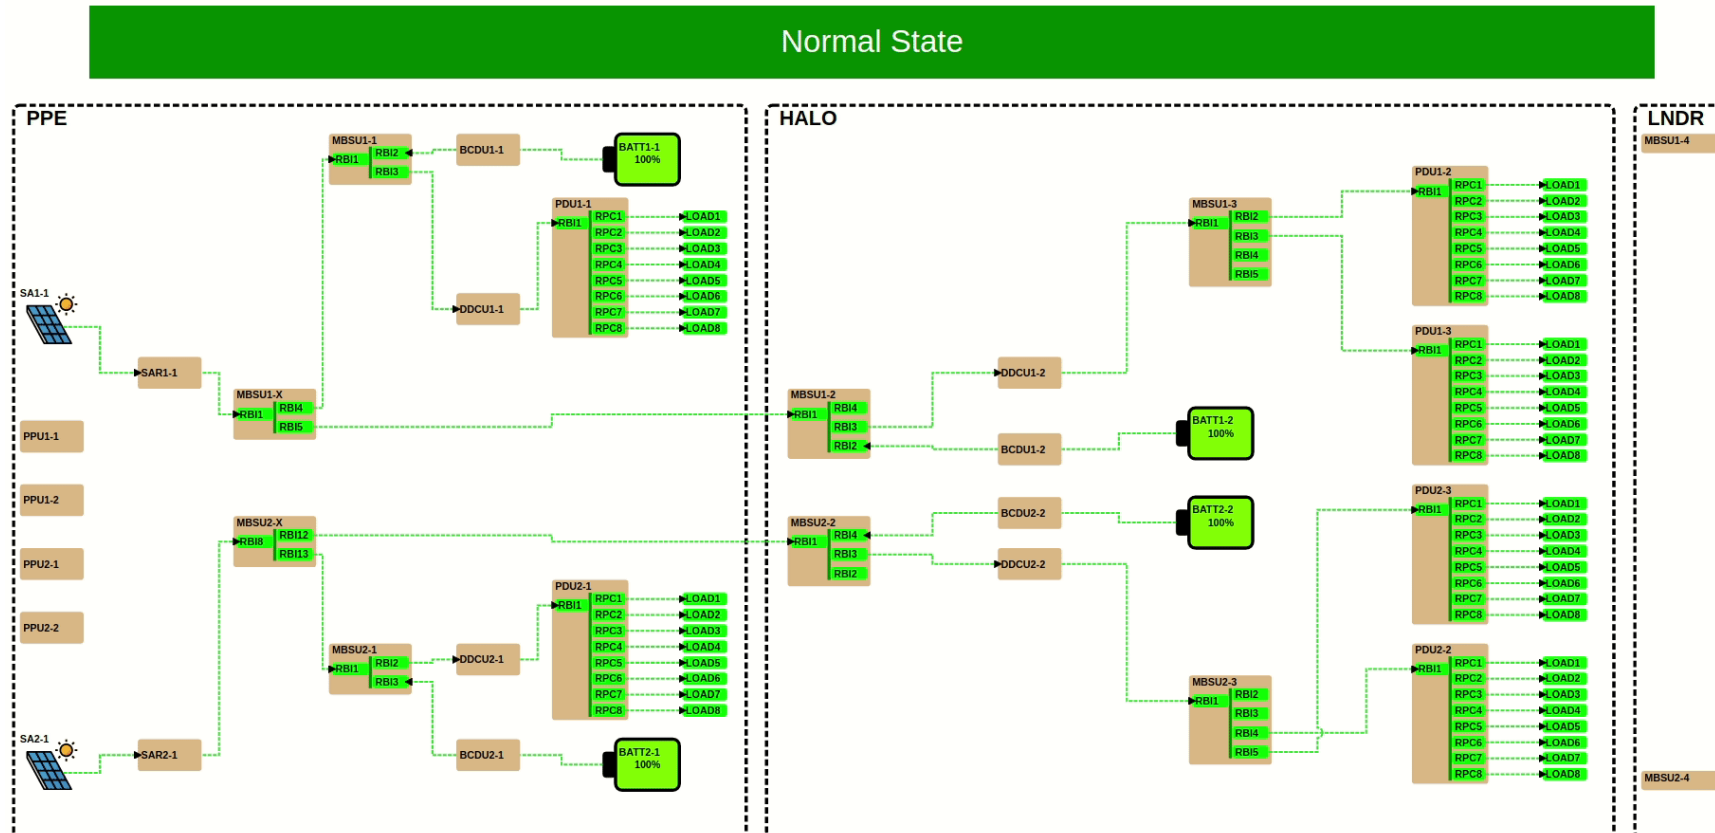 Normal State
PPE
MBSU1-1
RBI1
RBI2
RBI3
BCDU1-1
BATT1-1
100%
PDU1-1
RBI1
RPC1
RPC2
RPC3
RPC4
RPC5
RPC6
RPC7
RPC8
LOAD1
LOAD2
LOAD3
LOAD4
LOAD5
LOAD6
LOAD7
LOAD8
DDCU1-1
SA1-1
SAR1-1
MBSU1-X
RBI1
RBI4
RBI5
PPU1-1
PPU1-2
PPU2-1
PPU2-2
MBSU2-X
RBI8
RBI12
RBI13
PDU2-1
RBI1
RPC1
RPC2
RPC3
RPC4
RPC5
RPC6
RPC7
RPC8
LOAD1
LOAD2
LOAD3
LOAD4
LOAD5
LOAD6
LOAD7
LOAD8
MBSU2-1
RBI1
RBI2
RBI3
DDCU2-1
SA2-1
SAR2-1
BCDU2-1
BATT2-1
100%
HALO
MBSU1-2
RBI1
RBI4
RBI3
RBI2
DDCU1-2
BCDU1-2
BATT1-2
100%
MBSU1-3
RBI1
RBI2
RBI3
RBI4
RBI5
PDU1-2
RBI1
RPC1
RPC2
RPC3
RPC4
RPC5
RPC6
RPC7
RPC8
LOAD1
LOAD2
LOAD3
LOAD4
LOAD5
LOAD6
LOAD7
LOAD8
PDU1-3
RBI1
RPC1
RPC2
RPC3
RPC4
RPC5
RPC6
RPC7
RPC8
LOAD1
LOAD2
LOAD3
LOAD4
LOAD5
LOAD6
LOAD7
LOAD8
MBSU2-2
RBI1
RBI4
RBI3
RBI2
BCDU2-2
BATT2-2
100%
DDCU2-2
PDU2-3
RBI1
RPC1
RPC2
RPC3
RPC4
RPC5
RPC6
RPC7
RPC8
LOAD1
LOAD2
LOAD3
LOAD4
LOAD5
LOAD6
LOAD7
LOAD8
MBSU2-3
RBI1
RBI2
RBI3
RBI4
RBI5
PDU2-2
RBI1
RPC1
RPC2
RPC3
RPC4
RPC5
RPC6
RPC7
RPC8
LOAD1
LOAD2
LOAD3
LOAD4
LOAD5
LOAD6
LOAD7
LOAD8
LNDR
MBSU1-4
MBSU2-4